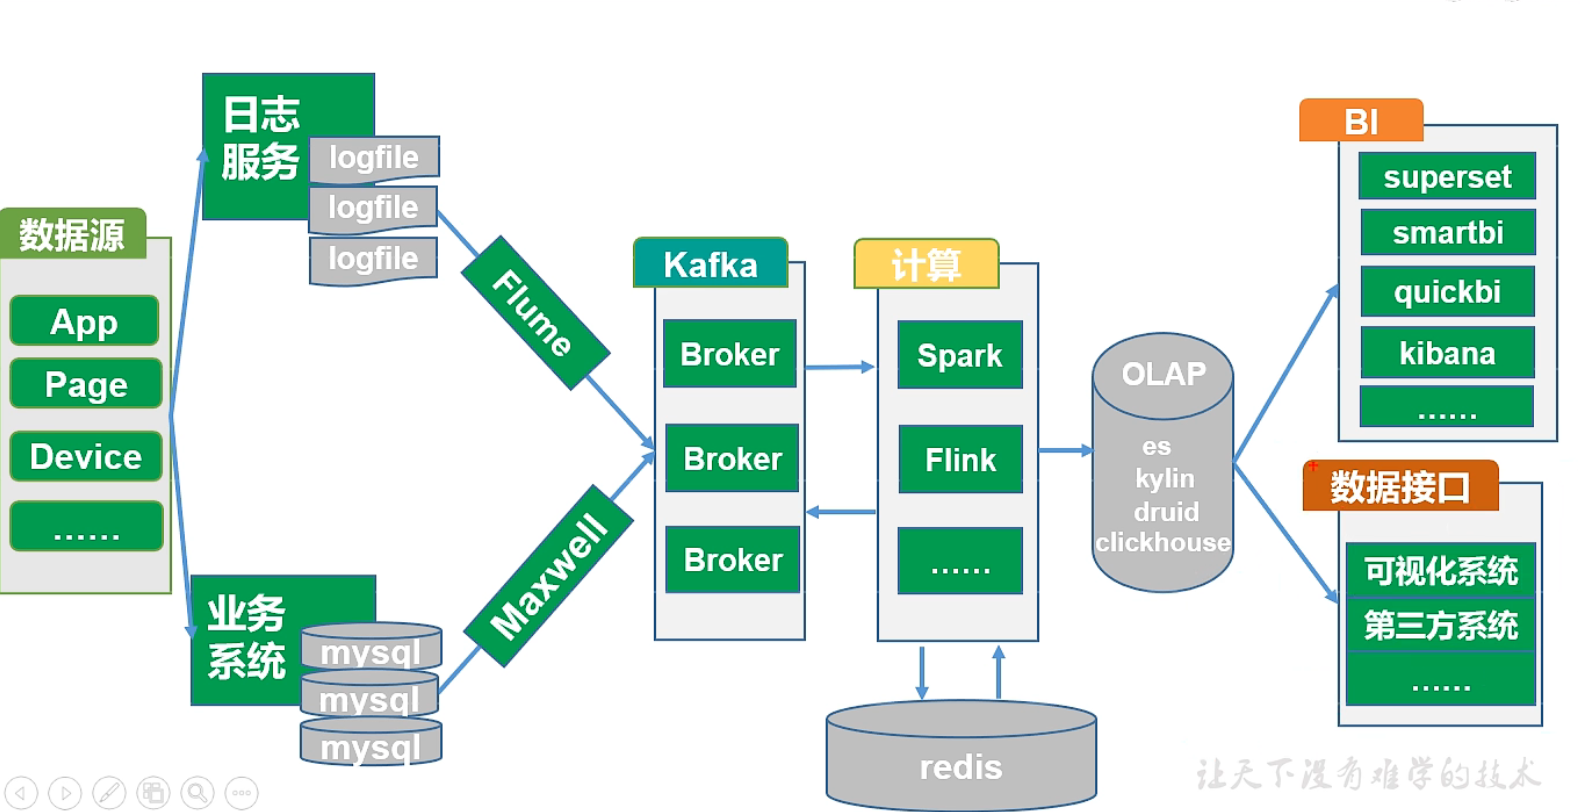 数据源
App
Page
Device
......
日志
服务
logfile
logfile
logfile
业务
系统
mysql
mysql
mysql
Flume
Maxwell
Kafka
Broker
Broker
Broker
计算
Spark
Flink
......
redis
OLAP
es
kylin
druid
clickhouse
BI
superset
smartbi
quickbi
kibana
......
数据接口
可视化系统
第三方系统
......
让天下没有难学的技术